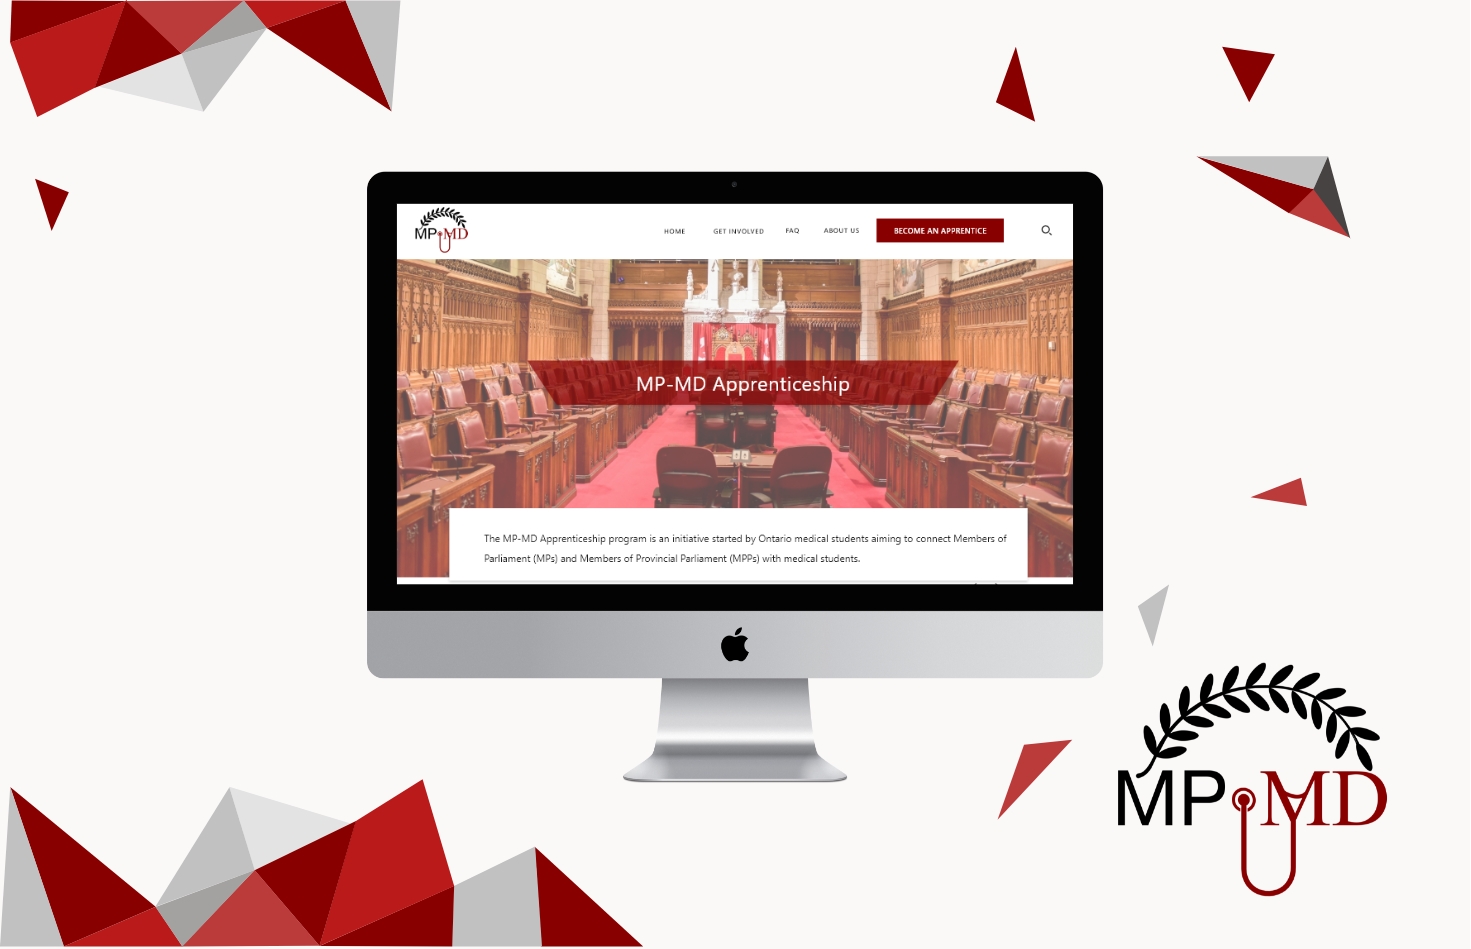 MP MD
HOME GET INVOLVED FAQ ABOUT US BECOME AN APPRENTICE
MP-MD Apprenticeship
The MP-MD Apprenticeship program is an initiative started by Ontario medical students aiming to connect Members of
Parliament (MPs) and Members of Provincial Parliament (MPPs) with medical students.
MP MD